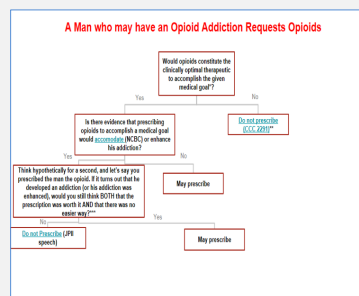 A Man who may have an Opioid Addiction Requests Opioids
Would opioids constitute the
clinically optimal therapeutic
to accomplish the given
medical goal*?
Yes
No
Is there evidence that prescribing
opioids to accomplish a medical goal
would accomodate (NCBC) or enhance
his addiction?
Do not prescribe
(CCC 2291)**
Yes
No
Think hypothetically for a second, and let's say you
prescribed the man the opioid. If it turns out that he
developed an addiction (or his addiction was
enhanced), would you still think BOTH that the
prescription was worth it AND that there was no
easier way?***
May prescribe
No
Yes
Do not Prescribe (JPII
speech)
May prescribe